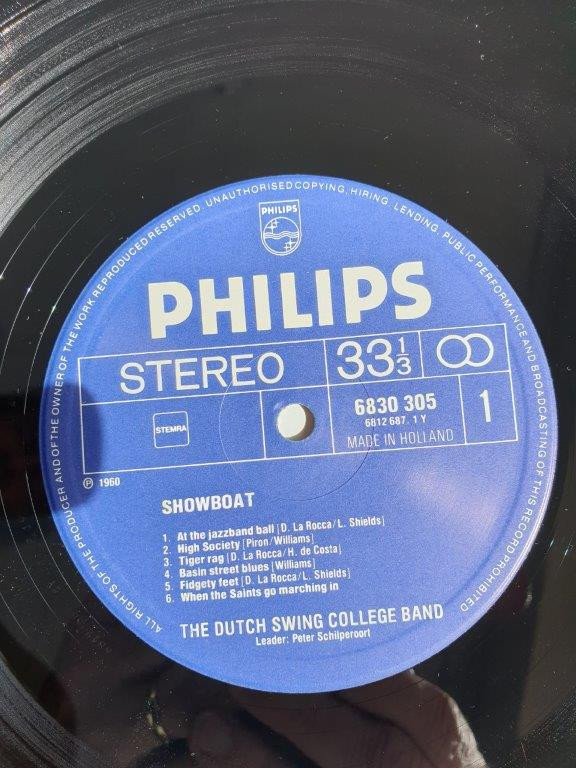 ALL RIGHTS OF THE PRODUCER AND OF THE OWNER OF THE WORK REPRODUCED RESERVED. UNAUTHORISED COPYING, HIRING, LENDING, PUBLIC PERFORMANCE AND BROADCASTING OF THIS RECORD PROHIBITED
PHILIPS
PHILIPS
STEREO
33 1/3
STEMRA
6830 305
6812 687. 1 Y
MADE IN HOLLAND
1
℗ 1960
SHOWBOAT
1. At the jazzband ball [D. La Rocca/L. Shields]
2. High Society [Piron/Williams]
3. Tiger rag [D. La Rocca/H. de Costa]
4. Basin street blues [Williams]
5. Fidgety feet [D. La Rocca/L. Shields]
6. When the Saints go marching in
THE DUTCH SWING COLLEGE BAND
Leader: Peter Schilperoort